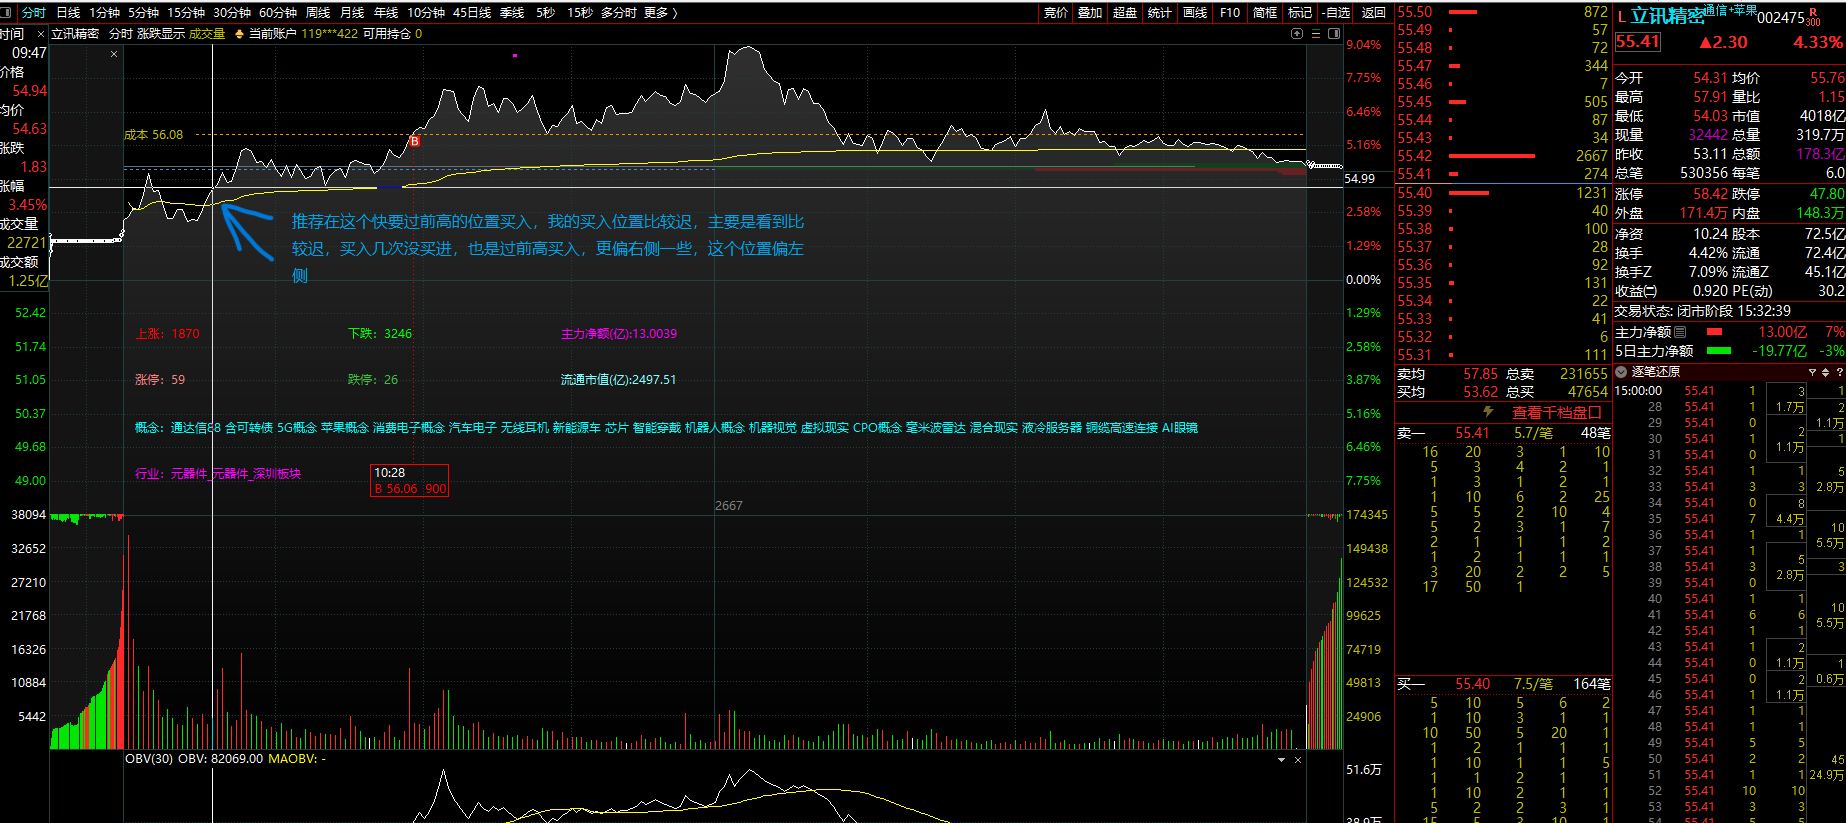 分时 日线 1分钟 5分钟 15分钟 30分钟 60分钟 周线 月线 年线 10分钟 45日线 季线 5秒 15秒 多分时 更多 〉
竞价 叠加 超盘 统计 画线 F10 简框 标记 -自选 返回
立讯精密 分时 涨跌显示 成交量 当前账户 119***422 可用持仓 0
时间 ×
09:47
价格
54.94
均价
54.63
涨跌
1.83
涨幅
3.45%
成交量
22721
成交额
1.25亿
52.42
51.74
51.05
50.37
49.68
49.00
38094
32652
27210
21768
16326
10884
5442
成本 56.08
B
推荐在这个快要过前高的位置买入，我的买入位置比较迟，主要是看到比
较迟，买入几次没买进，也是过前高买入，更偏右侧一些，这个位置偏左
侧
上涨：1870 下跌：3246 主力净额(亿):13.0039
涨停：59 跌停：26 流通市值(亿):2497.51
概念：通达信88 含可转债 5G概念 苹果概念 消费电子概念 汽车电子 无线耳机 新能源车 芯片 智能穿戴 机器人概念 机器视觉 虚拟现实 CPO概念 毫米波雷达 混合现实 液冷服务器 铜缆高速连接 AI眼镜
行业：元器件_元器件_深圳板块
10:28
B 56.06 900
2667
OBV(30) OBV: 82069.00 MAOBV: -
9.04%
7.75%
6.46%
5.16%
54.99
2.58%
1.29%
0.00%
1.29%
2.58%
3.87%
5.16%
6.46%
7.75%
174345
149438
124532
99625
74719
49813
24906
51.6万
38.9万
55.50 872
55.49 57
55.48 72
55.47 344
55.46 7
55.45 505
55.44 87
55.43 34
55.42 2667
55.41 274
55.40 1231
55.39 40
55.38 100
55.37 28
55.36 92
55.35 131
55.34 22
55.33 41
55.32 6
55.31 111
卖均 57.85 总卖 231655
买均 53.62 总买 47654
查看千档盘口
卖一 55.41 5.7/笔 48笔
16 20 3 1 10
5 3 4 2 1
1 3 1 2 1
1 10 6 2 25
5 5 2 10 4
5 2 3 1 7
2 1 1 1 2
1 2 1 1 1
3 20 2 2 5
17 50 1
买一 55.40 7.5/笔 164笔
5 10 5 6 2
1 10 3 1 1
10 50 5 20 1
1 2 1 1 1
1 10 1 1 5
1 1 2 1 1
1 10 2 1 1
5 2 2 3 1
15 5 3 10 1
L 立讯精密 通信+苹果 002475 R 300
55.41 ▲2.30 4.33%
今开 54.31 均价 55.76
最高 57.91 量比 1.15
最低 54.03 市值 4018亿
现量 32442 总量 319.7万
昨收 53.11 总额 178.3亿
总笔 530356 每笔 6.0
涨停 58.42 跌停 47.80
外盘 171.4万 内盘 148.3万
净资 10.24 股本 72.5亿
换手 4.42% 流通 72.4亿
换手Z 7.09% 流通Z 45.1亿
收益㈡ 0.920 PE(动) 30.2
交易状态: 闭市阶段 15:32:39
主力净额 13.00亿 7%
5日主力净额 -19.77亿 -3%
逐笔还原 ?
15:00:00 55.41 1 3 1
28 55.41 1 1.7万 2
29 55.41 0 1.1万
30 55.41 1 2 1
31 55.41 0 1.1万
32 55.41 1 1 5
33 55.41 3 3 2.8万
34 55.41 0 8
35 55.41 7 4.4万 10
36 55.41 1 1 5.5万
37 55.41 1
38 55.41 3 5 3
39 55.41 0 2.8万
40 55.41 1 1 10
41 55.41 6 6 5.5万
42 55.41 1 1
43 55.41 1 2
44 55.41 0 1.1万 1
45 55.41 0 2 0.6万
46 55.41 1 1.1万
47 55.41 1 1
48 55.41 1 1
49 55.41 5 5
50 55.41 2 2 45
51 55.41 1 1 24.9万
52 55.41 10 10
53 55.41 3 3
54 55.41 5 5